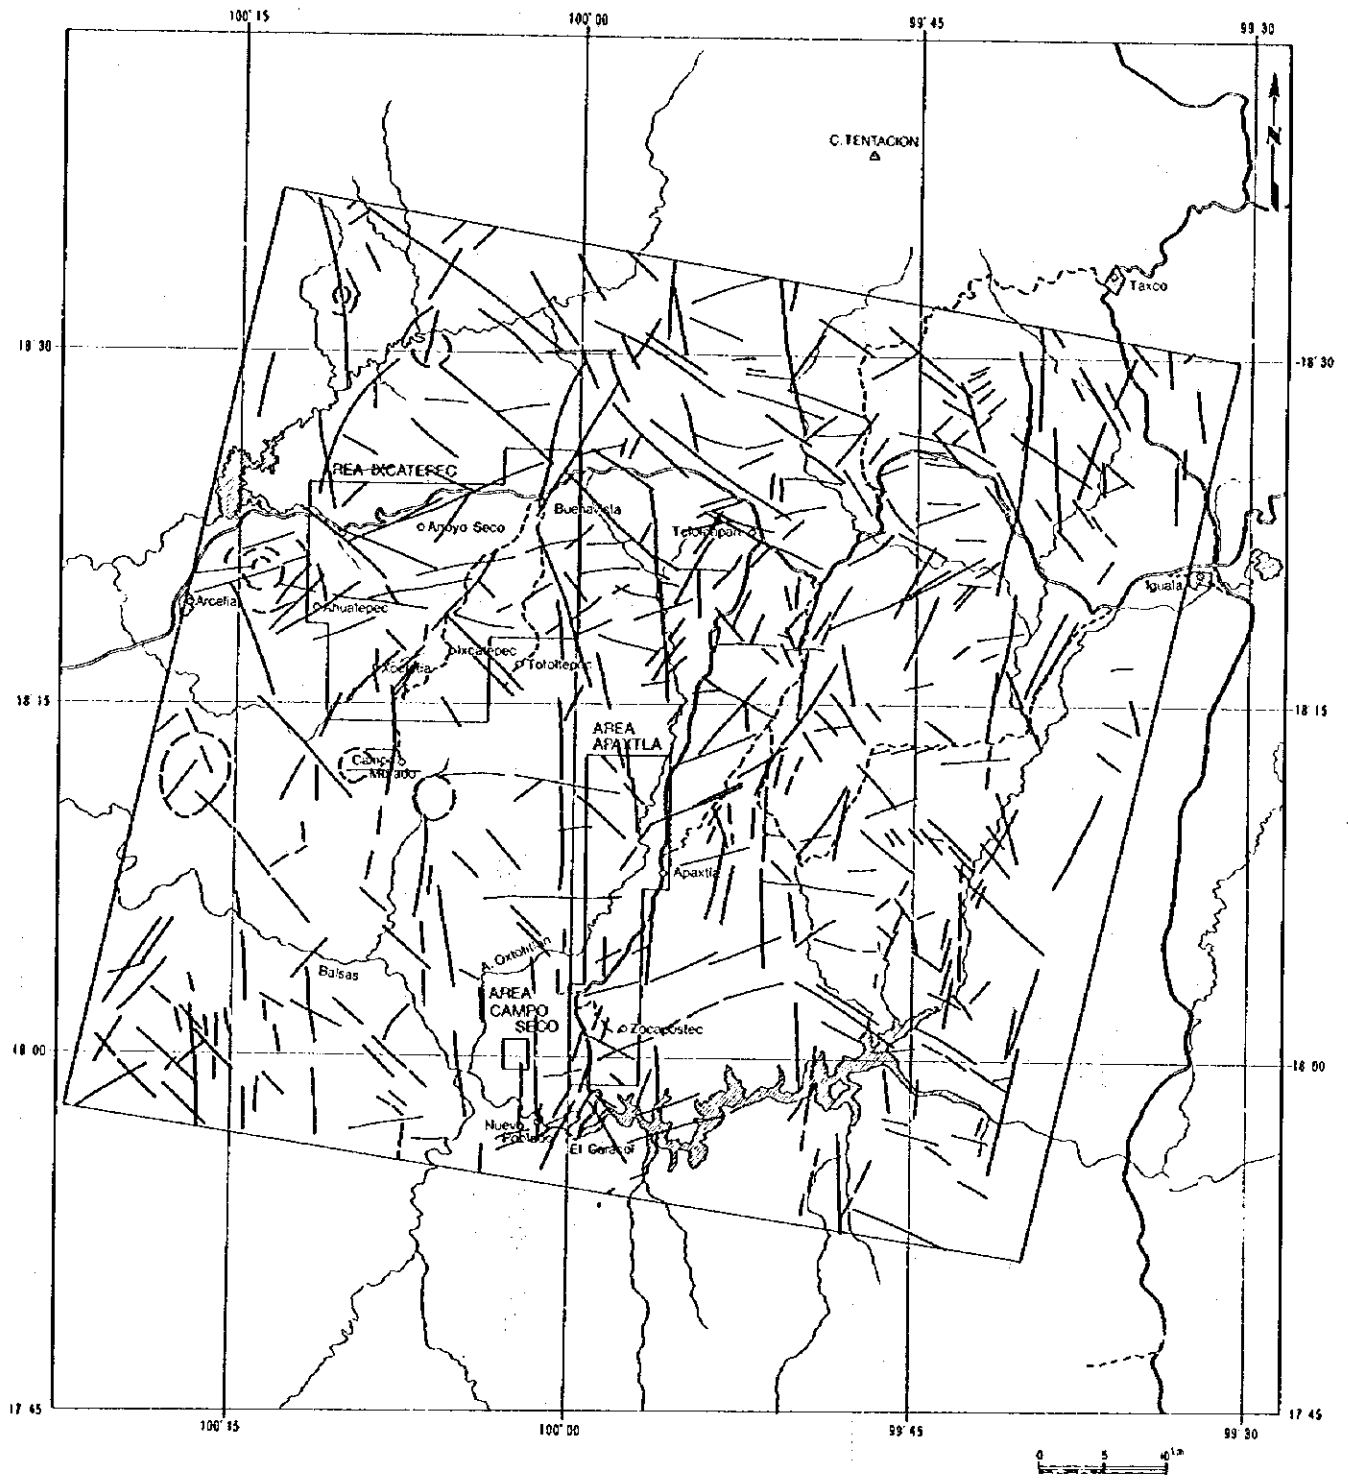 100° 15'
100° 00'
99° 45'
99° 30
N
C. TENTACION
Taxco
18° 30
18° 30
REA IXCATEPEC
Buenavista
Arroyo Seco
Teloloapan
Iguala
Arcelia
Ahuatepec
Ixcatepec
Totoltepec
18° 15
18° 15
AREA
APAXTLA
Campo
Morado
Apaxtla
A. Oxtotitlan
Balsas
AREA
CAMPO
SECO
Zocapostec
18 00
18° 00
Nuevo
Poblado
El Caracol
17° 45
17° 45
100° 15
100° 00'
99° 45
99° 30
0 5 10 km